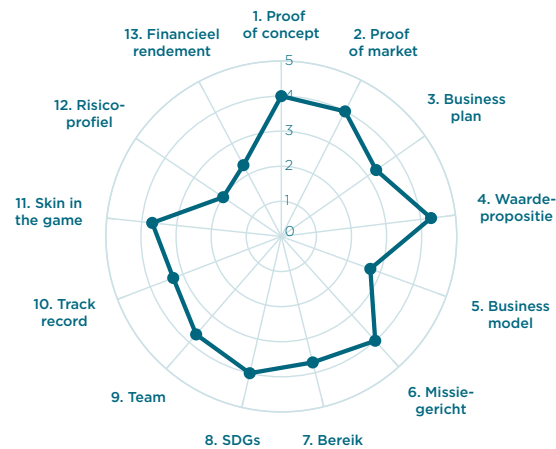 1. Proof
of concept
2. Proof
of market
3. Business
plan
4. Waarde-
propositie
5. Business
model
6. Missie-
gericht
7. Bereik
8. SDGs
9. Team
10. Track
record
11. Skin in
the game
12. Risico-
profiel
13. Financieel
rendement
5
4
3
2
1
0